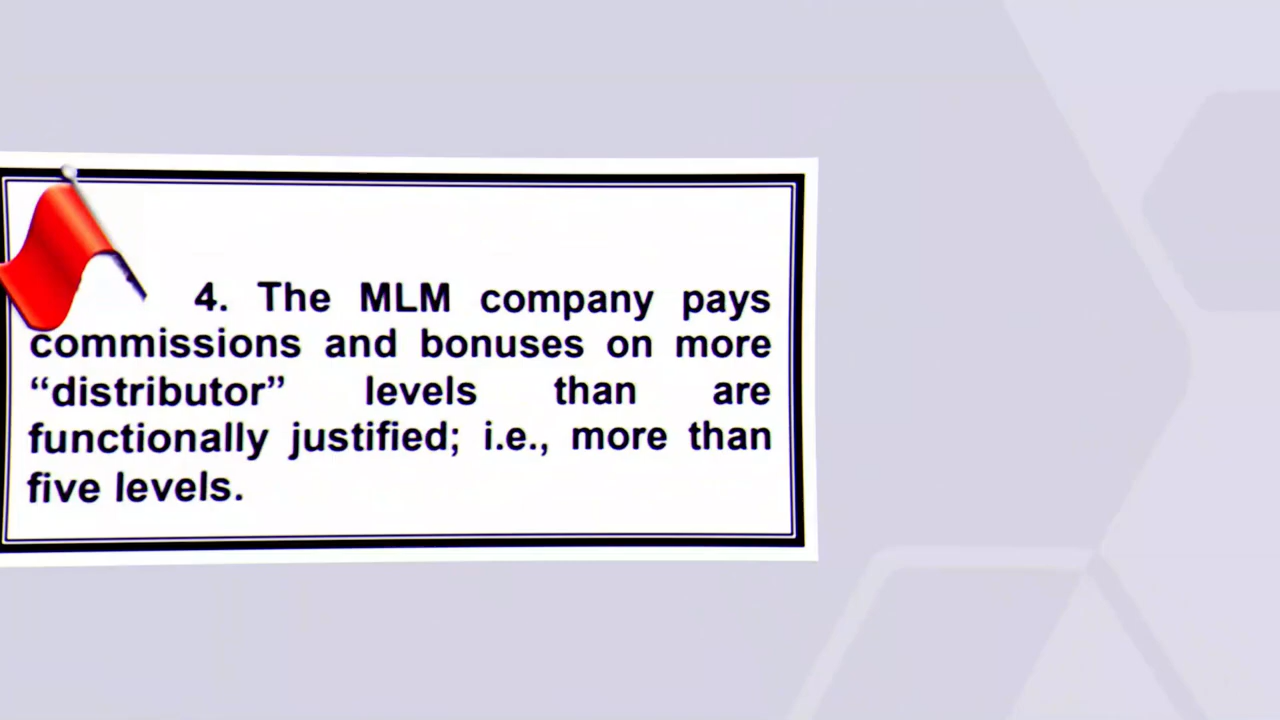 4. The MLM company pays
commissions and bonuses on more
“distributor” levels than are
functionally justified; i.e., more than
five levels.